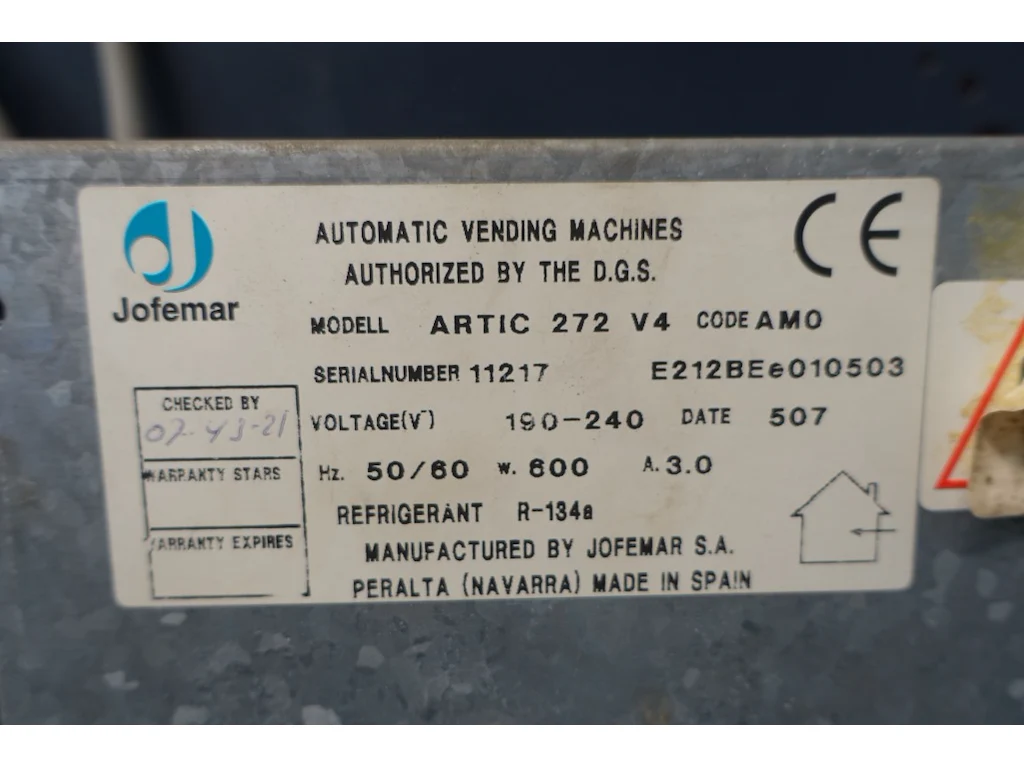 Jofemar
AUTOMATIC VENDING MACHINES
AUTHORIZED BY THE D.G.S.
CE
MODELL ARTIC 272 V4 CODE AMO
SERIALNUMBER 11217 E212BEe010503
VOLTAGE(V) 190-240 DATE 507
Hz. 50/60 W. 600 A. 3.0
REFRIGERANT R-134a
MANUFACTURED BY JOFEMAR S.A.
PERALTA (NAVARRA) MADE IN SPAIN
CHECKED BY
WARRANTY STARS
WARRANTY EXPIRES